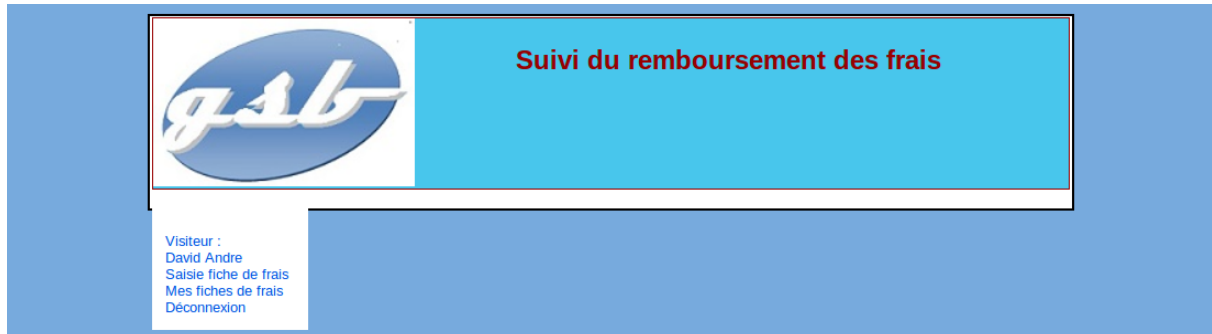 gsb
Suivi du remboursement des frais
Visiteur :
David Andre
Saisie fiche de frais
Mes fiches de frais
Déconnexion